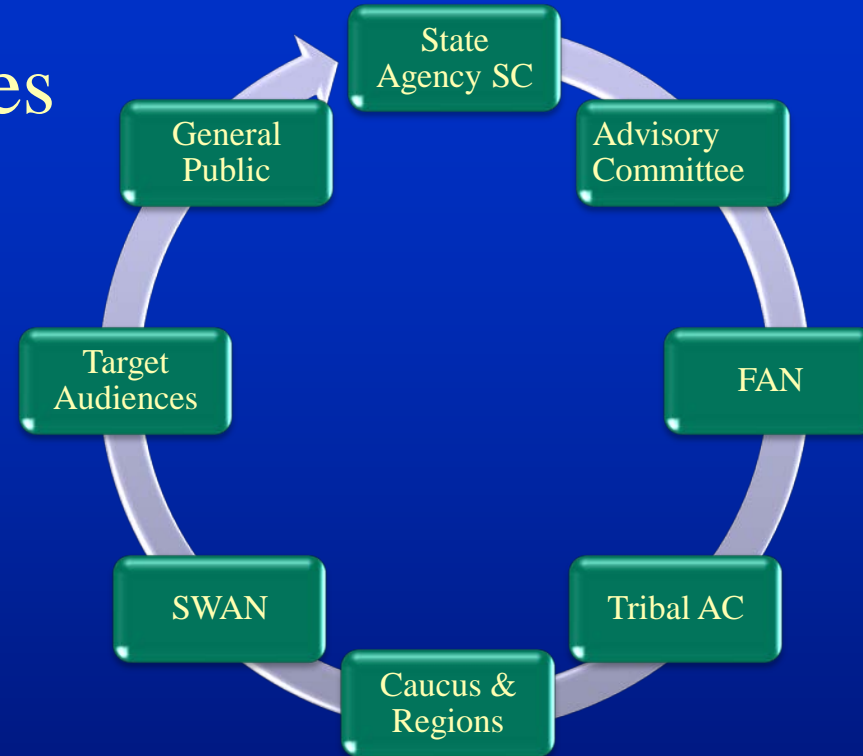 es
State
Agency SC
Advisory
Committee
FAN
Tribal AC
Caucus &
Regions
SWAN
Target
Audiences
General
Public